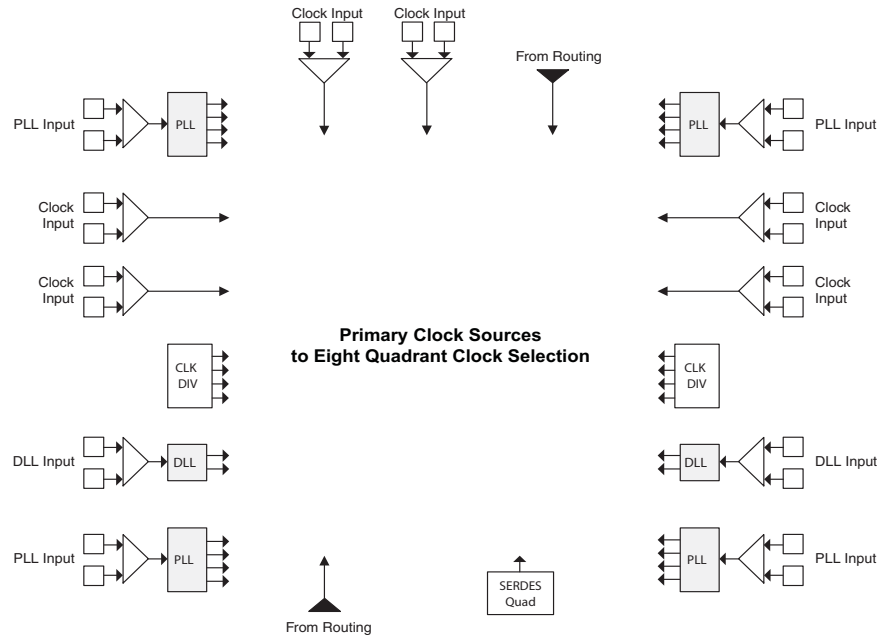 Clock Input
Clock Input
From Routing
PLL Input
PLL
PLL
PLL Input
Clock
Input
Clock
Input
Clock
Input
Clock
Input
Primary Clock Sources
to Eight Quadrant Clock Selection
CLK
DIV
CLK
DIV
DLL Input
DLL
DLL
DLL Input
PLL Input
PLL
PLL
PLL Input
SERDES
Quad
From Routing